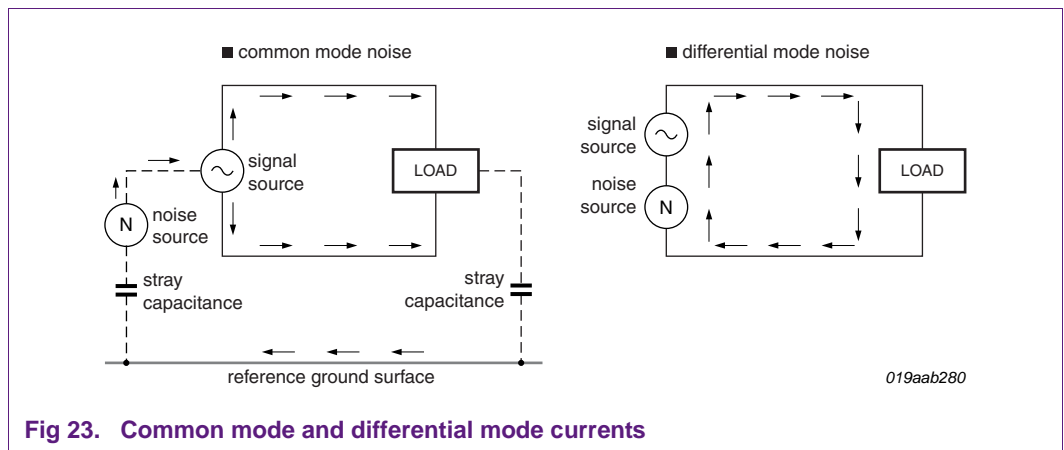 ■ common mode noise
signal
source
LOAD
N
noise
source
stray
capacitance
stray
capacitance
reference ground surface
■ differential mode noise
signal
source
noise
source
N
LOAD
019aab280
Fig 23. Common mode and differential mode currents